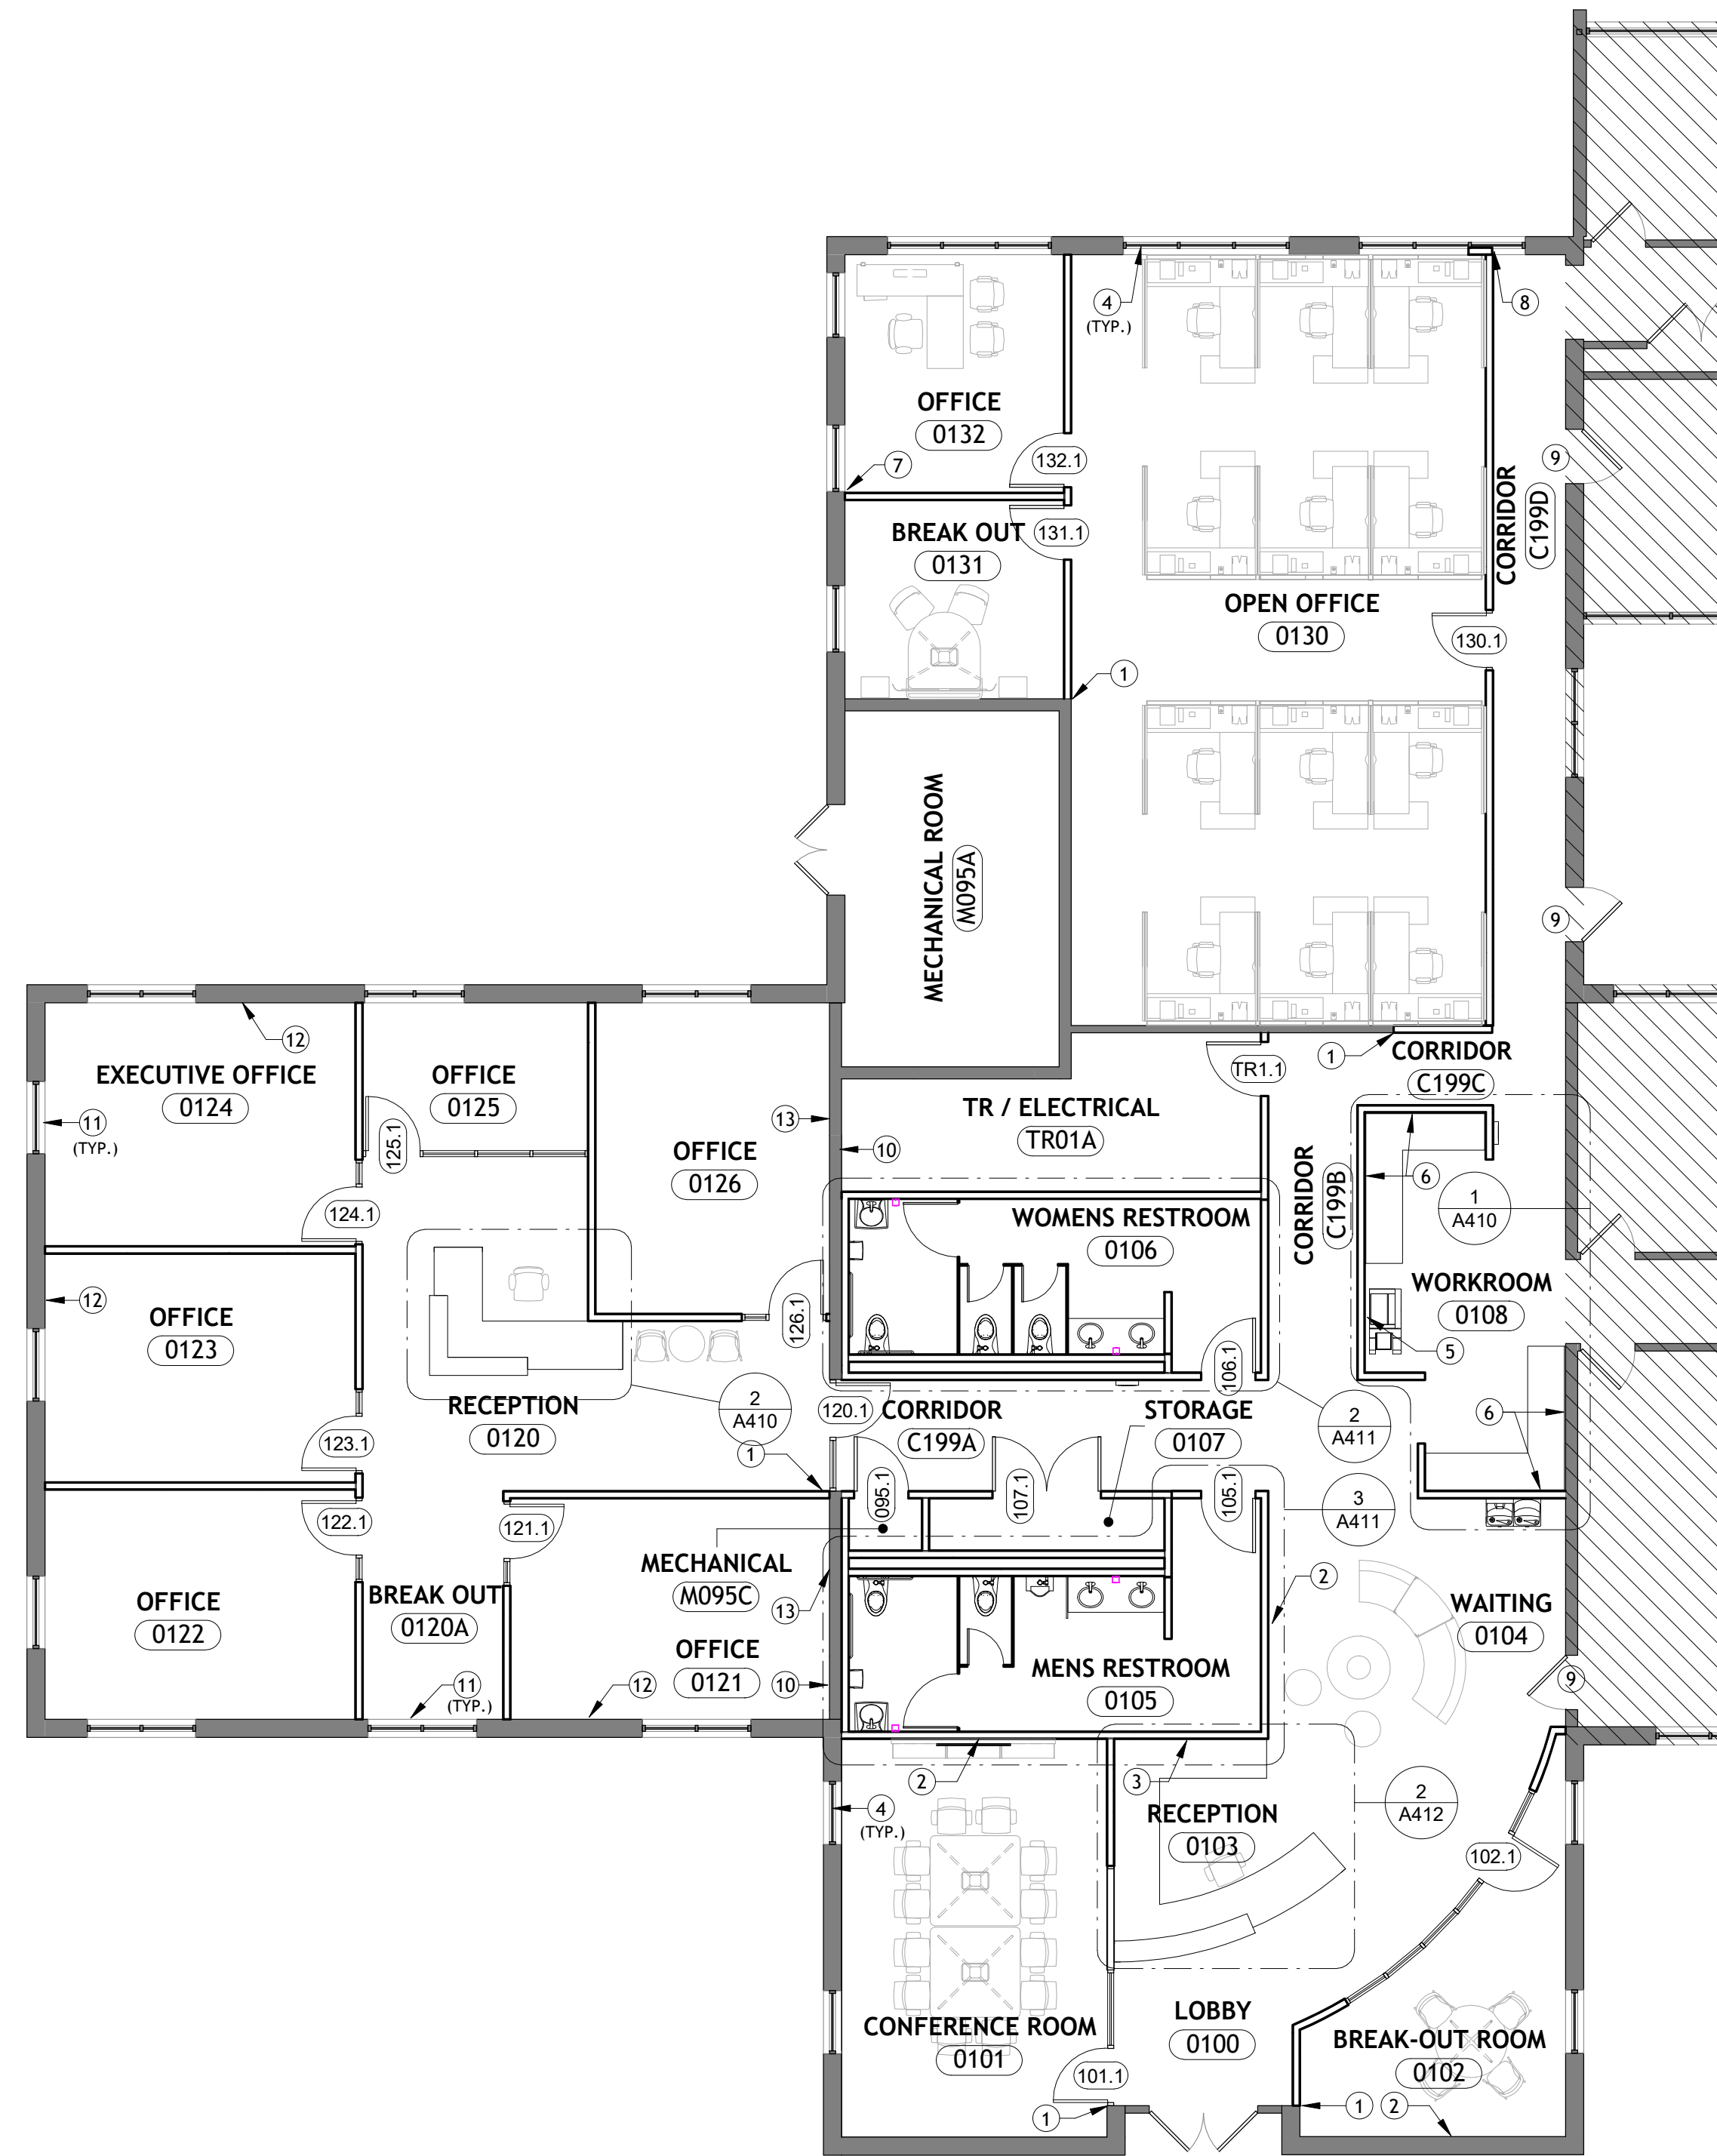 4
(TYP.)
8
OFFICE
0132
132.1
7
9
CORRIDOR
C199D
BREAK OUT
0131
131.1
OPEN OFFICE
0130
130.1
1
MECHANICAL ROOM
M095A
9
12
1
CORRIDOR
C199C
EXECUTIVE OFFICE
0124
OFFICE
0125
TR1.1
11
(TYP.)
13
TR / ELECTRICAL
TR01A
125.1
OFFICE
0126
10
CORRIDOR
C199B
6
1
A410
124.1
WOMENS RESTROOM
0106
12
OFFICE
0123
126.1
WORKROOM
0108
5
106.1
RECEPTION
0120
2
A410
120.1
CORRIDOR
C199A
STORAGE
0107
2
A411
6
123.1
1
095.1
107.1
105.1
3
A411
122.1
121.1
MECHANICAL
M095C
13
2
BREAK OUT
0120A
OFFICE
0122
WAITING
0104
OFFICE
0121
10
MENS RESTROOM
0105
9
11
(TYP.)
12
2
3
4
(TYP.)
RECEPTION
0103
2
A412
102.1
CONFERENCE ROOM
0101
LOBBY
0100
BREAK-OUT ROOM
0102
101.1
1
1
2